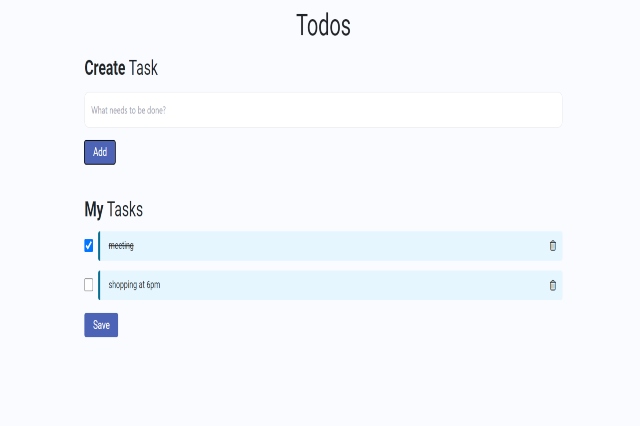 Todos
Create Task
What needs to be done?
Add
My Tasks
meeting
shopping at 6pm
Save